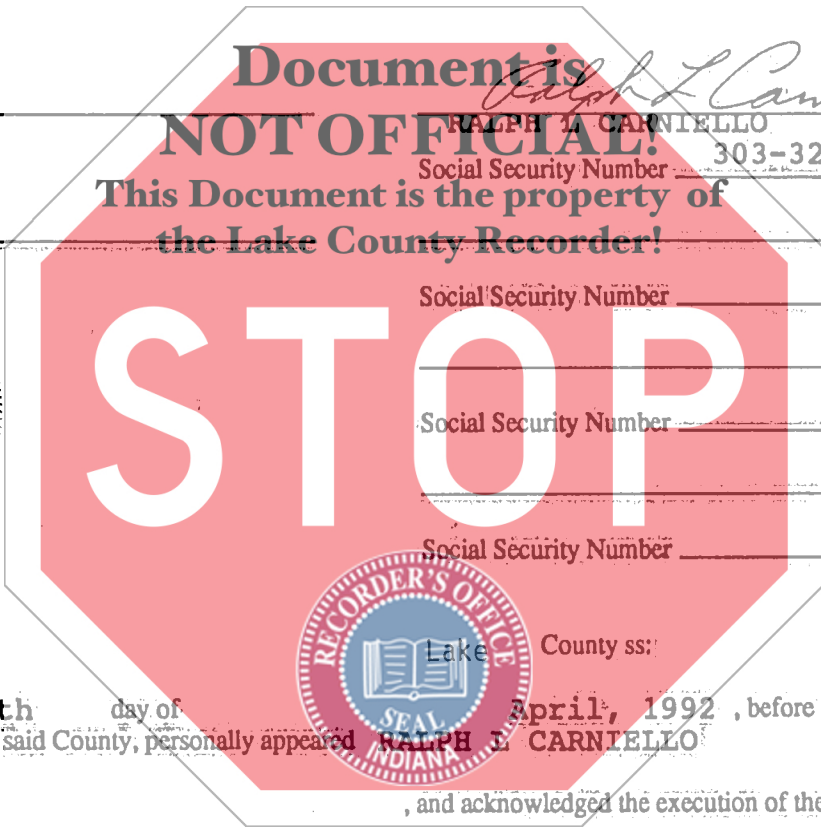 Document is
NOT OFFICIAL!
Ralph L Carn
RALPH L CARNIELLO
Social Security Number 303-32
This Document is the property of
the Lake County Recorder!
Social Security Number
STOP
Social Security Number
Social Security Number
RECORDER'S OFFICE
Lake County ss:
th day of April, 1992 , before
SEAL
said County, personally appeared RALPH L CARNIELLO
INDIANA
, and acknowledged the execution of the